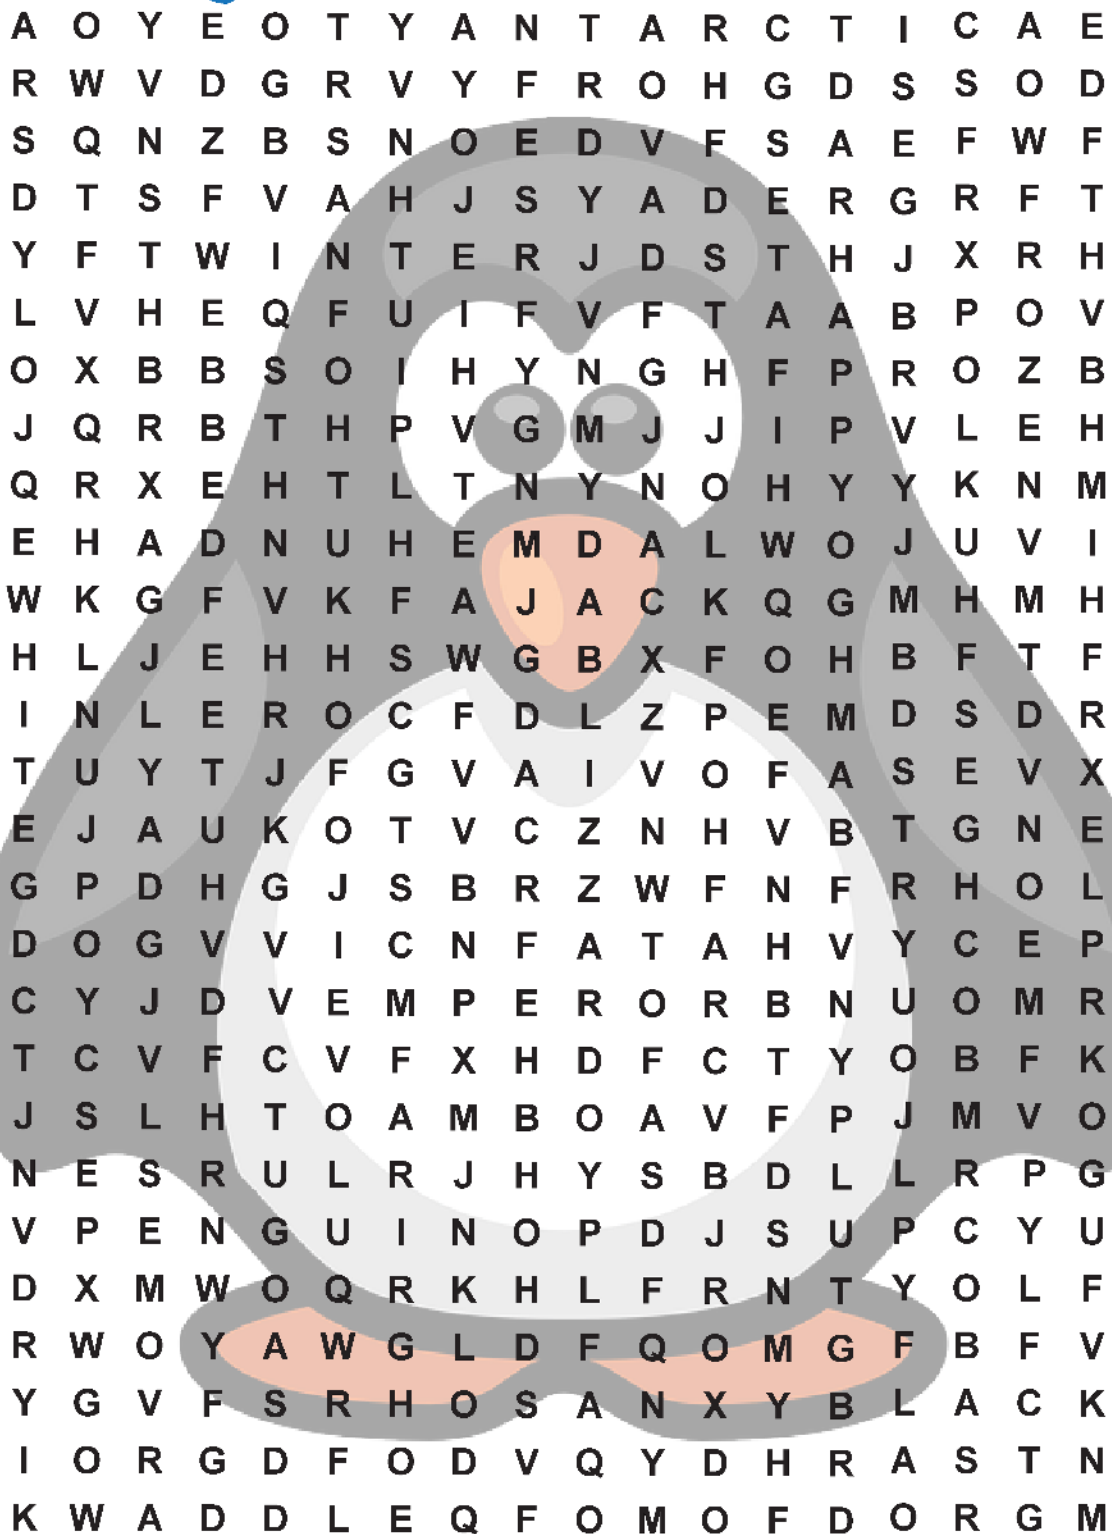 A O Y E O T Y A N T A R C T I C A E
R W V D G R V Y F R O H G D S S O D
S Q N Z B S N O E D V F S A E F W F
D T S F V A H J S Y A D E R G R F T
Y F T W I N T E R J D S T H J X R H
L V H E Q F U I F V F T A A B P O V
O X B B S O I H Y N G H F P R O Z B
J Q R B T H P V G M J J I P V L E H
Q R X E H T L T N Y N O H Y Y K N M
E H A D N U H E M D A L W O J U V I
W K G F V K F A J A C K Q G M H M H
H L J E H H S W G B X F O H B F T F
I N L E R O C F D L Z P E M D S D R
T U Y T J F G V A I V O F A S E V X
E J A U K O T V C Z N H V B T G N E
G P D H G J S B R Z W F N F R H O L
D O G V V I C N F A T A H V Y C E P
C Y J D V E M P E R O R B N U O M R
T C V F C V F X H D F C T Y O B F K
J S L H T O A M B O A V F P J M V O
N E S R U L R J H Y S B D L L R P G
V P E N G U I N O P D J S U P C Y U
D X M W O Q R K H L F R N T Y O L F
R W O Y A W G L D F Q O M G F B F V
Y G V F S R H O S A N X Y B L A C K
I O R G D F O D V Q Y D H R A S T N
K W A D D L E Q F O M O F D O R G M